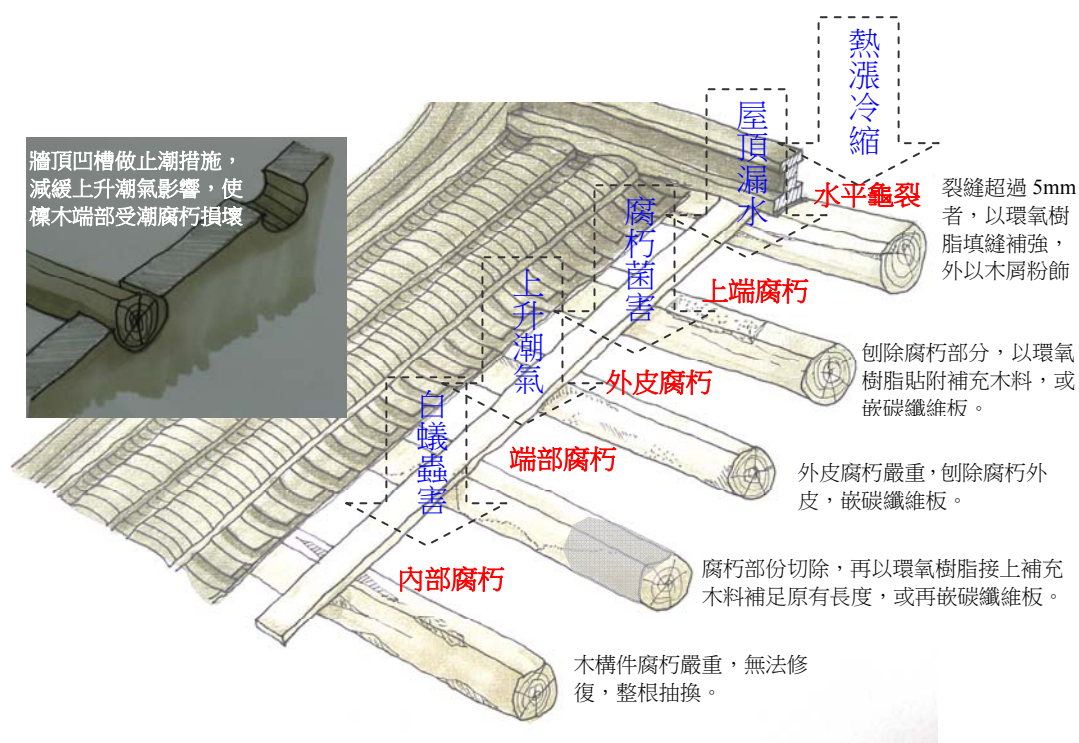 熱漲冷縮
屋頂漏水
腐朽菌害
上升潮氣
白蟻蟲害
牆頂凹槽做止潮措施，
減緩上升潮氣影響，使
檁木端部受潮腐朽損壞
水平龜裂
裂縫超過 5mm
者，以環氧樹
脂填縫補強，
外以木屑粉飾
上端腐朽
刨除腐朽部分，以環氧
樹脂貼附補充木料，或
嵌碳纖維板。
外皮腐朽
外皮腐朽嚴重，刨除腐朽外
皮，嵌碳纖維板。
端部腐朽
腐朽部份切除，再以環氧樹脂接上補充
木料補足原有長度，或再嵌碳纖維板。
內部腐朽
木構件腐朽嚴重，無法修
復，整根抽換。